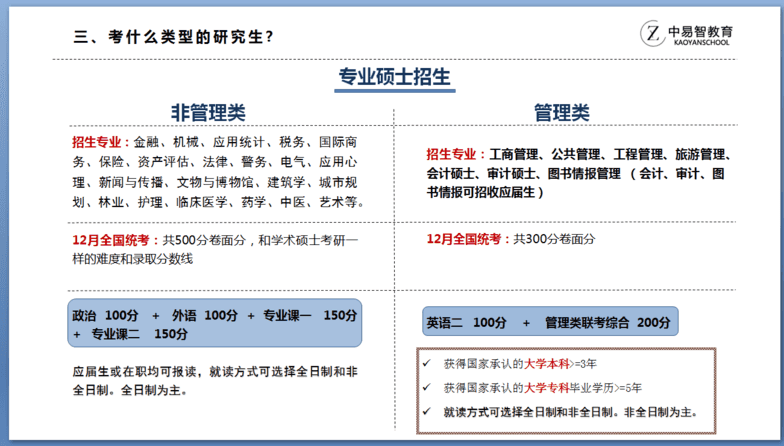 三、考什么类型的研究生?
中易智教育
KAOYANSCHOOL
专业硕士招生
非管理类
招生专业：金融、机械、应用统计、税务、国际商
务、保险、资产评估、法律、警务、电气、应用心
理、新闻与传播、文物与博物馆、建筑学、城市规
划、林业、护理、临床医学、药学、中医、艺术等。
12月全国统考：共500分卷面分，和学术硕士考研一
样的难度和录取分数线
政治 100分 + 外语 100分 + 专业课一 150分
+ 专业课二 150分
应届生或在职均可报读，就读方式可选择全日制和非
全日制。全日制为主。
管理类
招生专业：工商管理、公共管理、工程管理、旅游管理、
会计硕士、审计硕士、图书情报管理 （会计、审计、图
书情报可招收应届生）
12月全国统考：共300分卷面分
英语二 100分 + 管理类联考综合 200分
✓ 获得国家承认的大学本科>=3年
✓ 获得国家承认的大学专科毕业学历>=5年
✓ 就读方式可选择全日制和非全日制。非全日制为主。